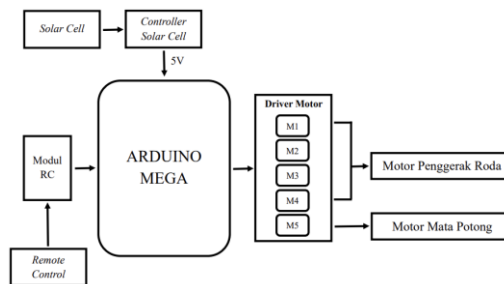 Solar Cell
Controller
Solar Cell
5V
Driver Motor
M1
M2
M3
M4
M5
ARDUINO
MEGA
Modul
RC
Remote
Control
Motor Penggerak Roda
Motor Mata Potong